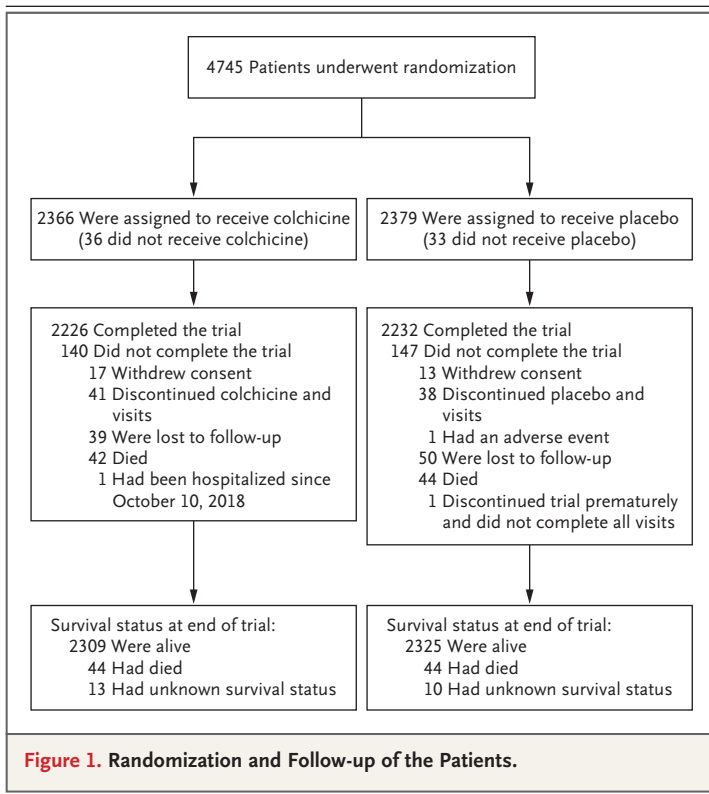 4745 Patients underwent randomization
2366 Were assigned to receive colchicine
(36 did not receive colchicine)
2379 Were assigned to receive placebo
(33 did not receive placebo)
2226 Completed the trial
140 Did not complete the trial
17 Withdrew consent
41 Discontinued colchicine and
visits
39 Were lost to follow-up
42 Died
1 Had been hospitalized since
October 10, 2018
2232 Completed the trial
147 Did not complete the trial
13 Withdrew consent
38 Discontinued placebo and
visits
1 Had an adverse event
50 Were lost to follow-up
44 Died
1 Discontinued trial prematurely
and did not complete all visits
Survival status at end of trial:
2309 Were alive
44 Had died
13 Had unknown survival status
Survival status at end of trial:
2325 Were alive
44 Had died
10 Had unknown survival status
Figure 1. Randomization and Follow-up of the Patients.